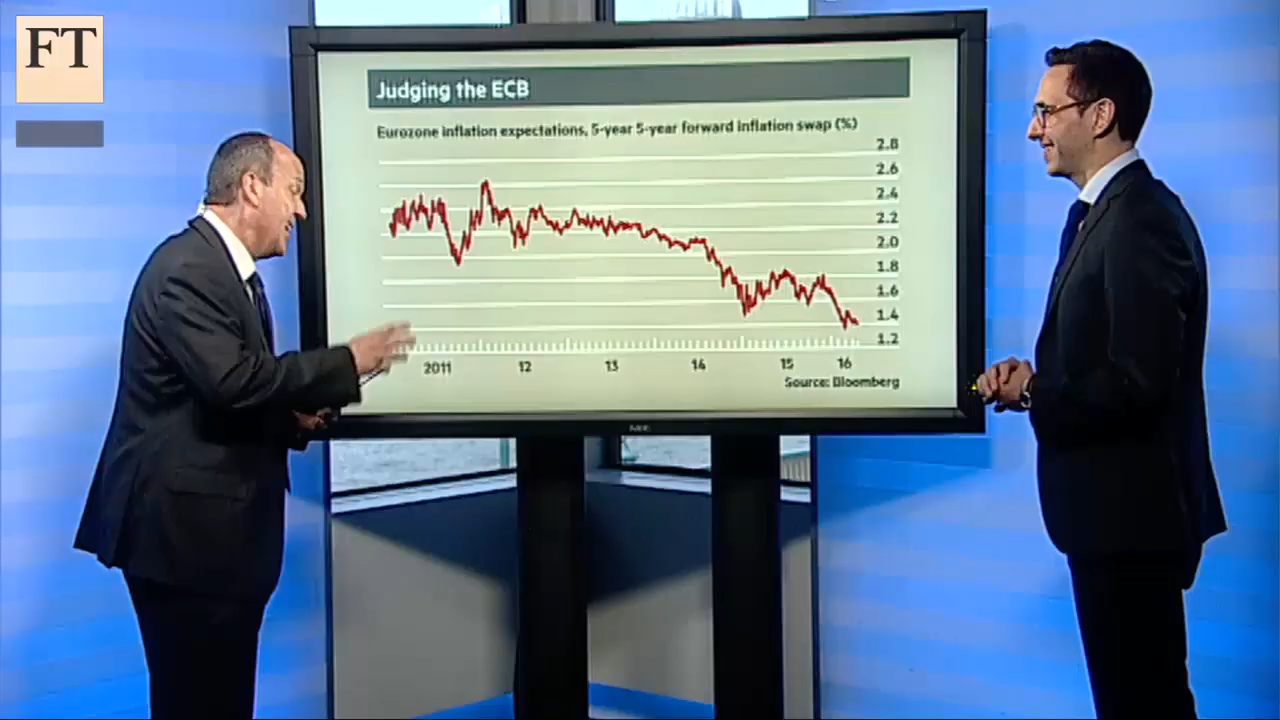 FT
Judging the ECB
Eurozone inflation expectations, 5-year 5-year forward inflation swap (%)
2.8
2.6
2.4
2.2
2.0
1.8
1.6
1.4
1.2
2011 12 13 14 15 16
Source: Bloomberg
NEC